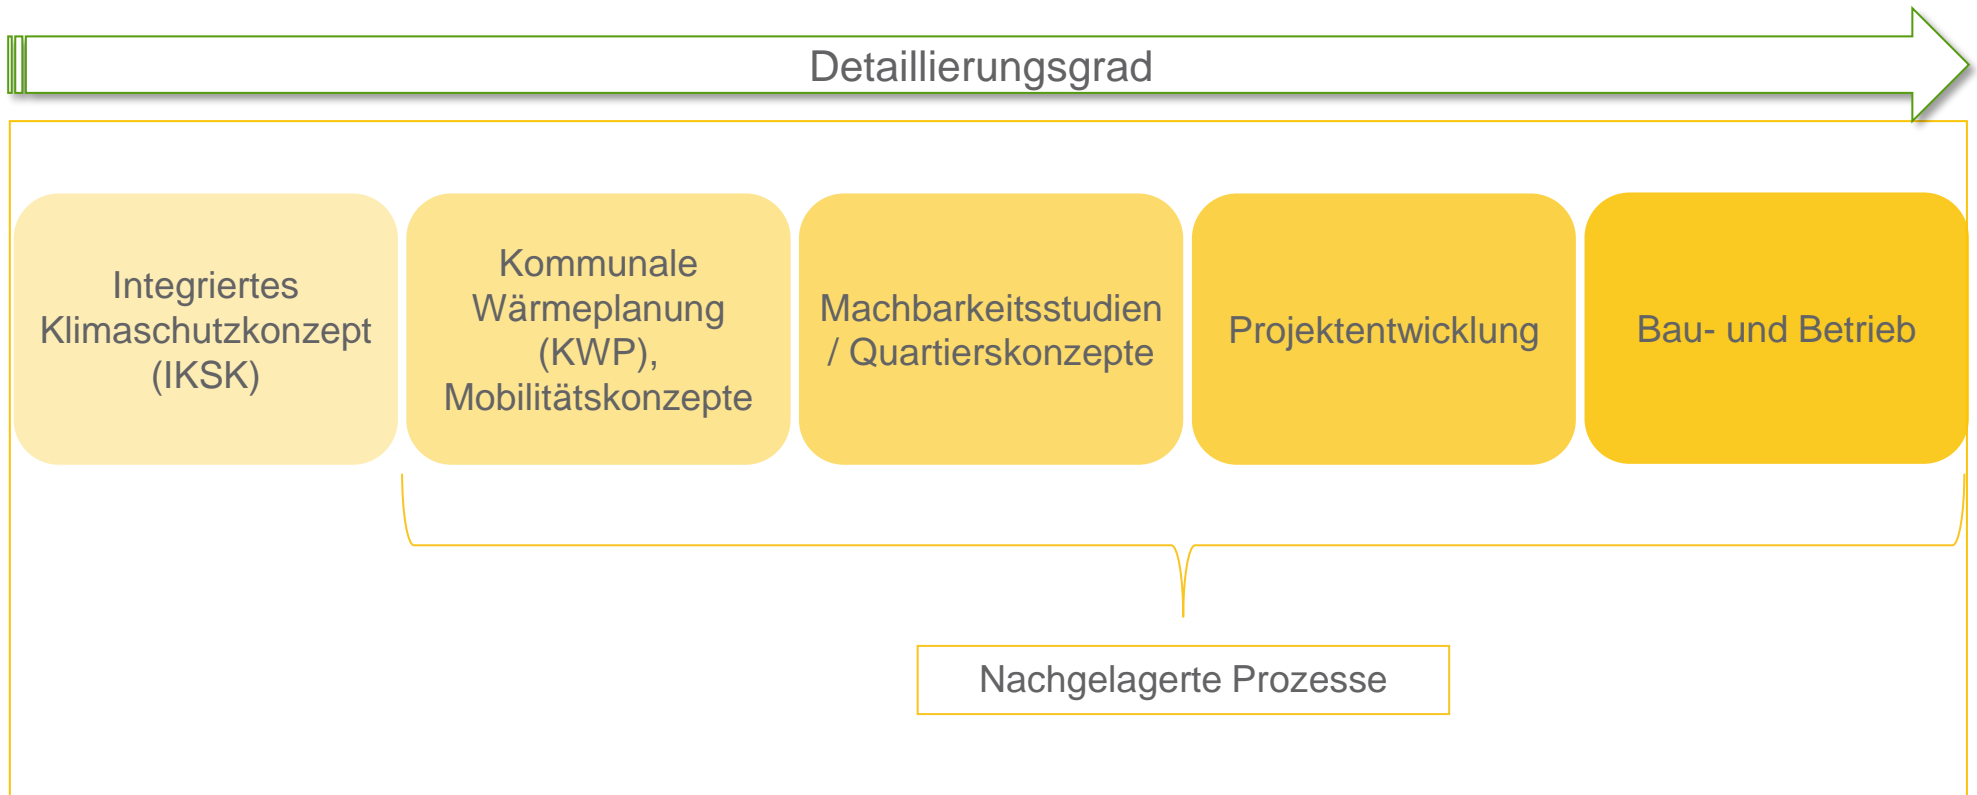 Detaillierungsgrad
Integriertes
Klimaschutzkonzept
(IKSK)
Kommunale
Wärmeplanung
(KWP),
Mobilitätskonzepte
Machbarkeitsstudien
/ Quartierskonzepte
Projektentwicklung
Bau- und Betrieb
Nachgelagerte Prozesse